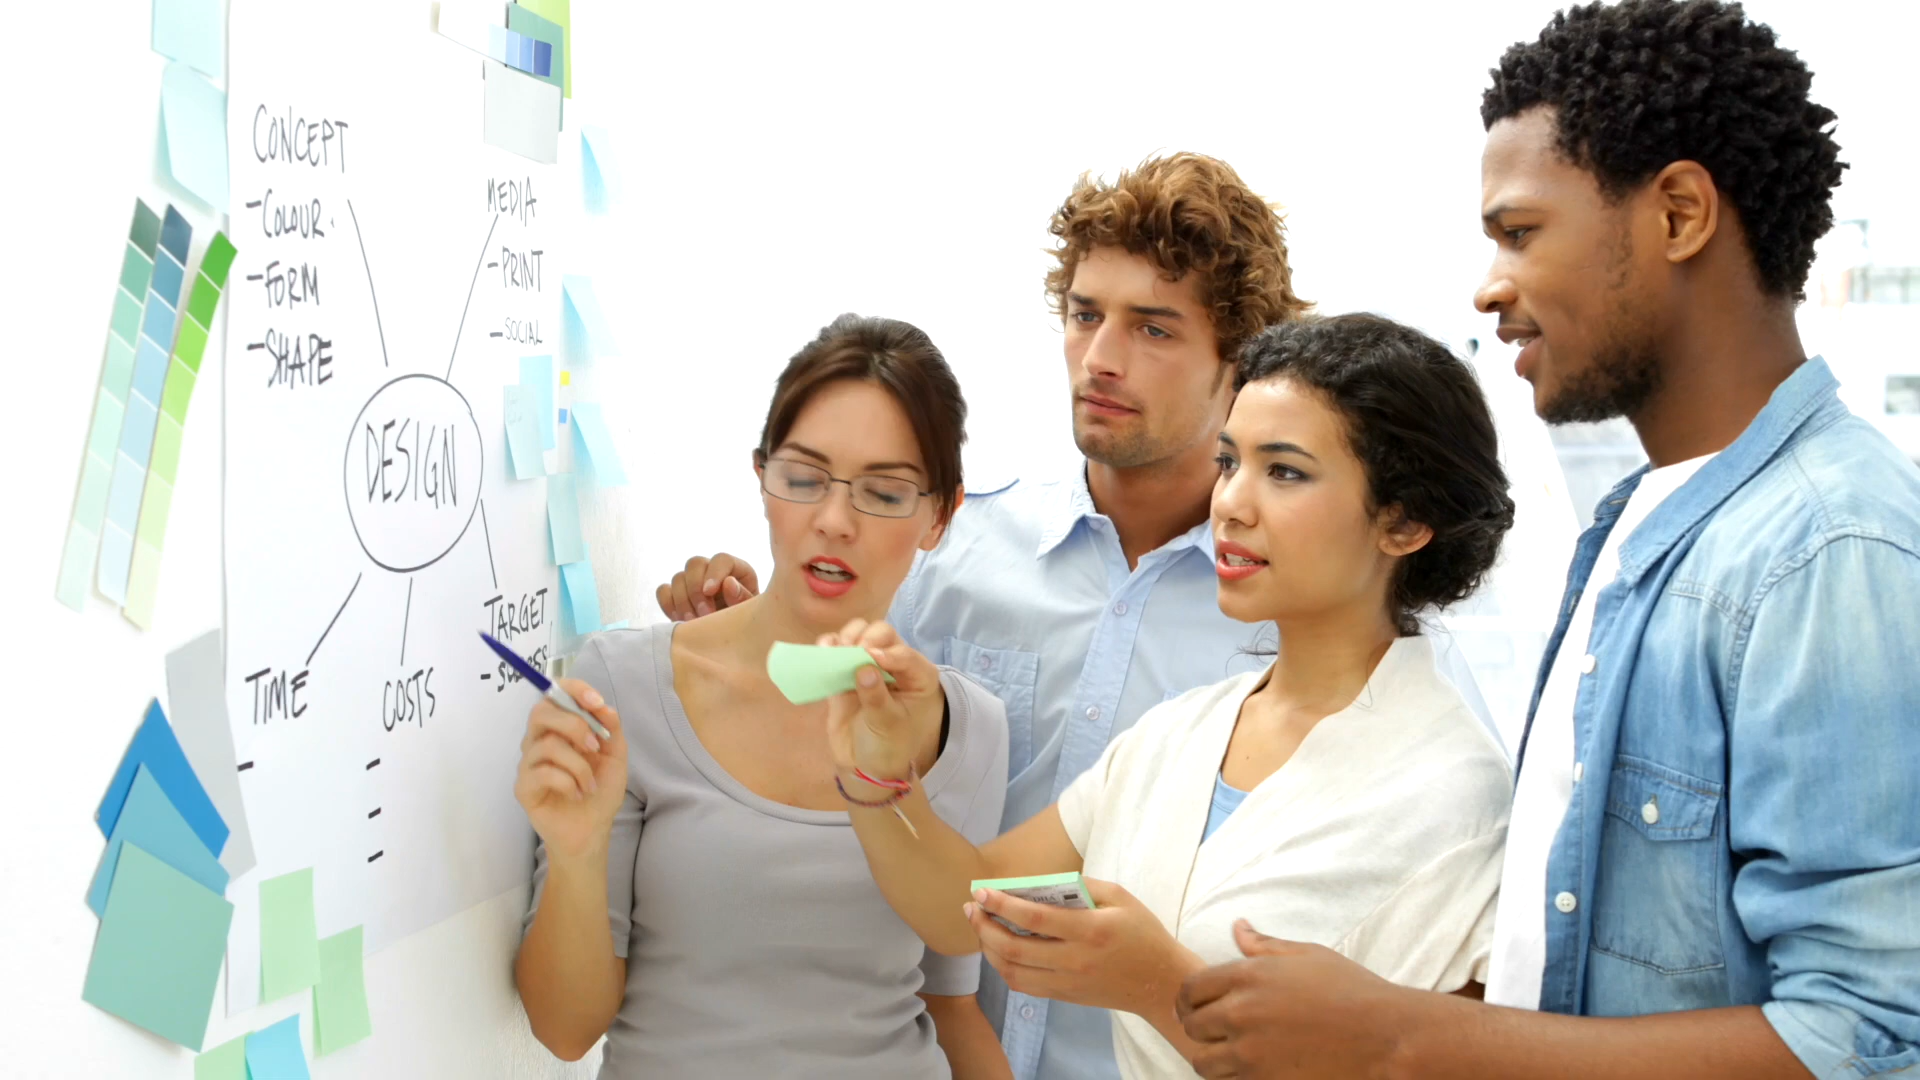 CONCEPT
-COLOUR.
-FORM
-SHAPE
MEDIA
-PRINT
-SOCIAL
DESIGN
TIME
-
COSTS
-
-
-
TARGET